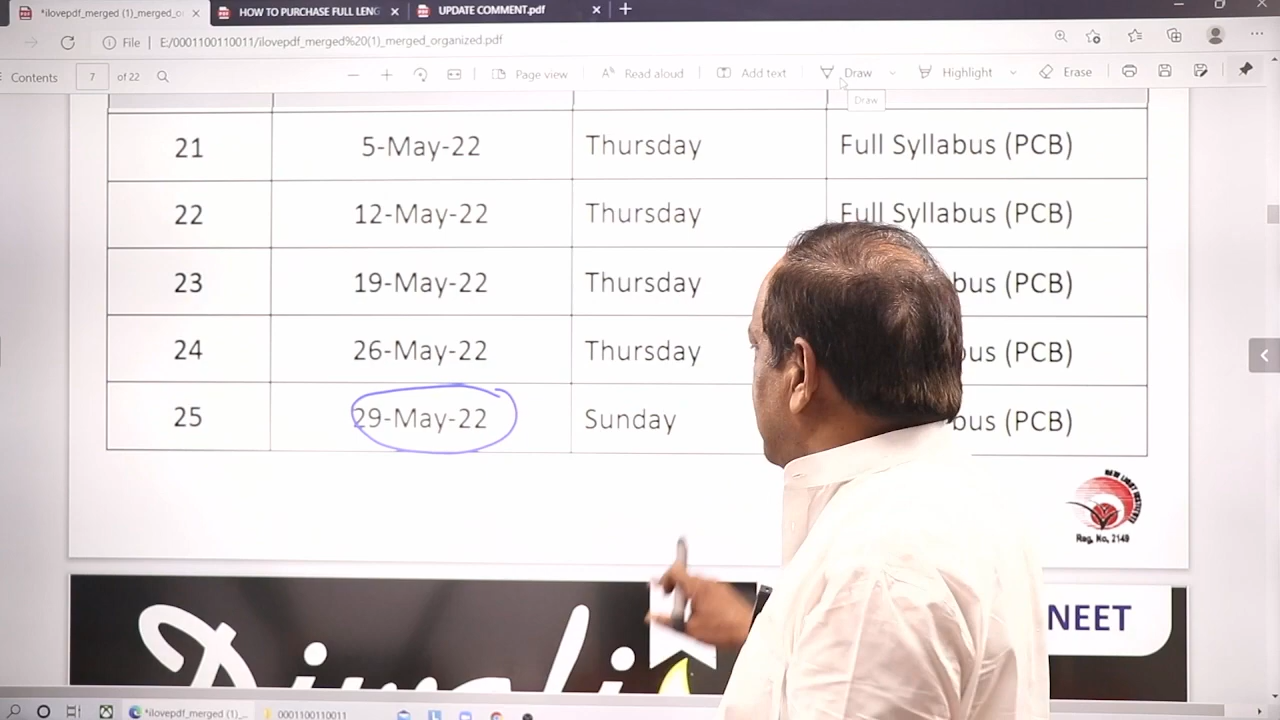 *ilovepdf_merged (1)_merged_o
HOW TO PURCHASE FULL LENG
UPDATE COMMENT.pdf
File | E:/0001100110011/ilovepdf_merged%20(1)_merged_organized.pdf
Contents 7 of 22 Page view Read aloud Add text Draw Highlight Erase
Draw
21 5-May-22 Thursday Full Syllabus (PCB)
22 12-May-22 Thursday Full Syllabus (PCB)
23 19-May-22 Thursday bus (PCB)
24 26-May-22 Thursday bus (PCB)
25 29-May-22 Sunday bus (PCB)
Reg. No. 2149
NEET
*ilovepdf_merged (1)_... 0001100110011